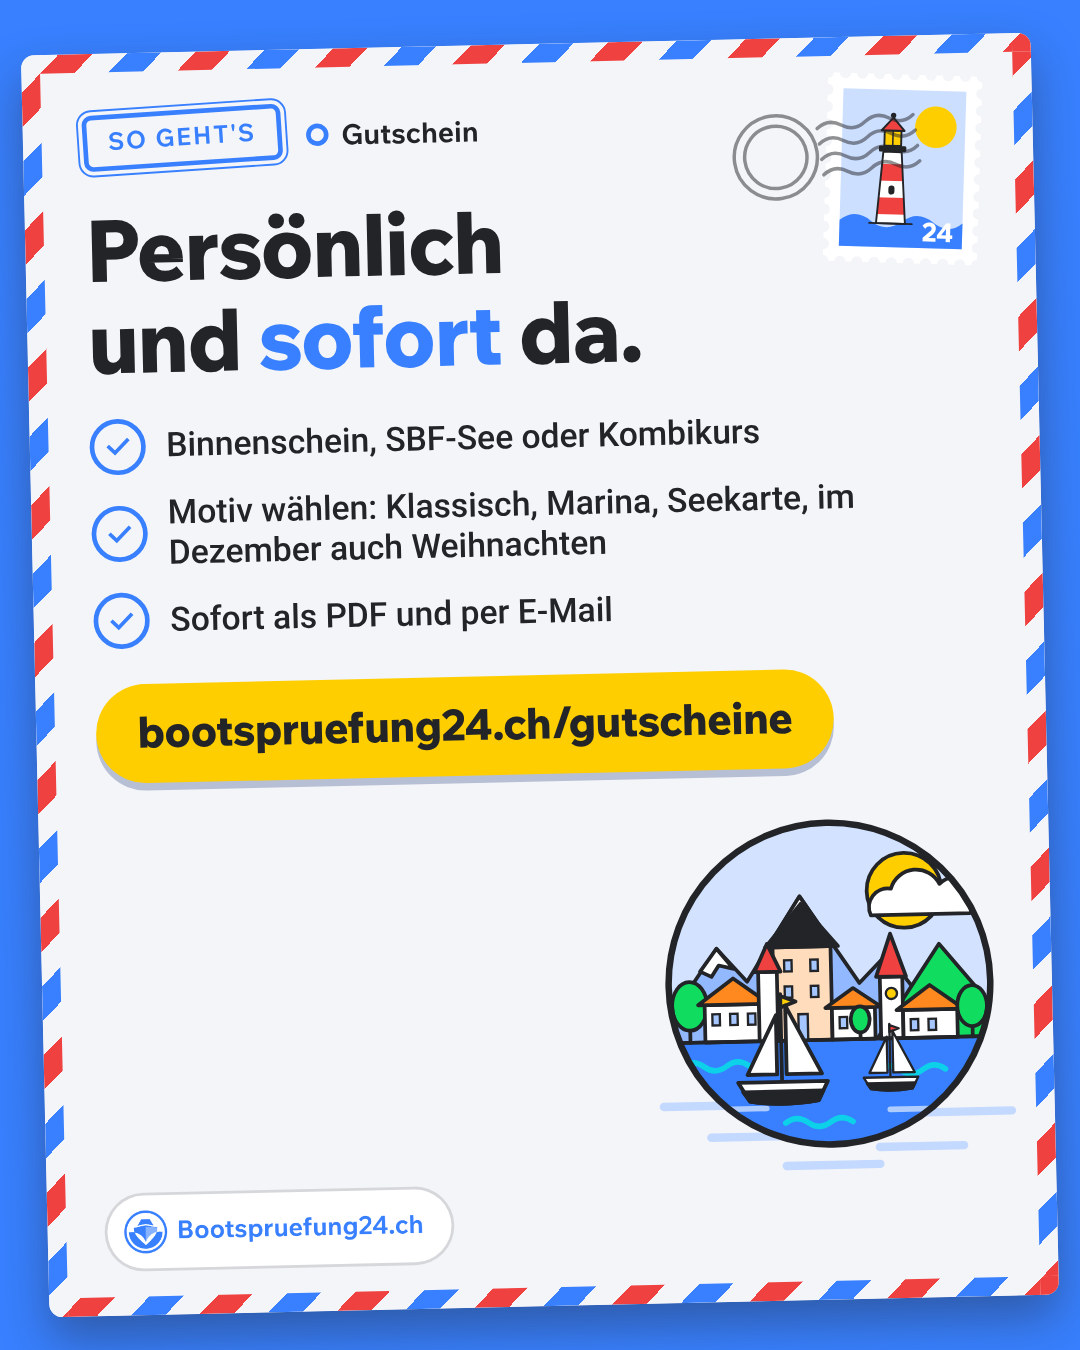 SO GEHT'S
Gutschein
24
Persönlich
und sofort da.
Binnenschein, SBF-See oder Kombikurs
Motiv wählen: Klassisch, Marina, Seekarte, im
Dezember auch Weihnachten
Sofort als PDF und per E-Mail
bootspruefung24.ch/gutscheine
Bootspruefung24.ch